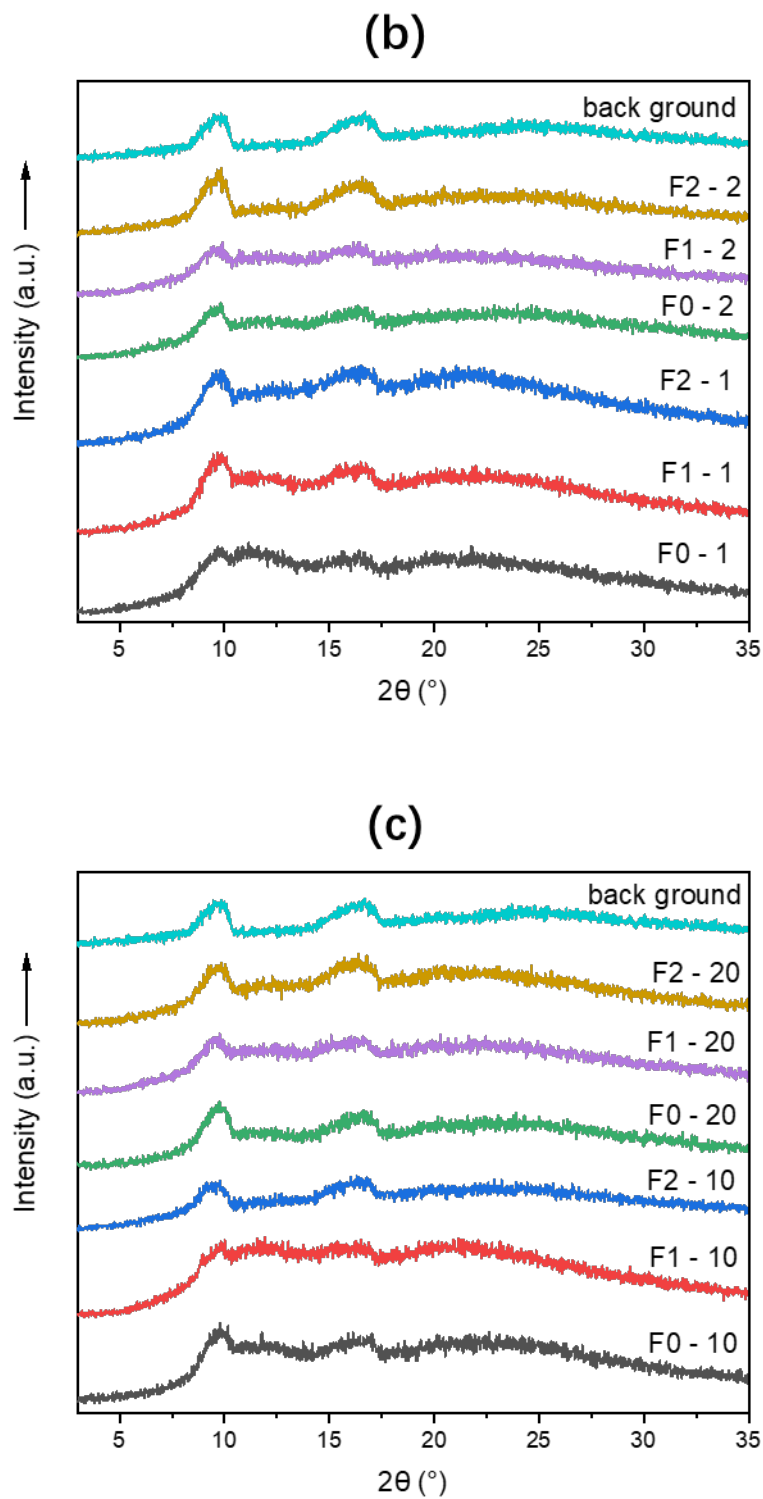 (b)
back ground
F2 - 2
F1 - 2
F0 - 2
F2 - 1
F1 - 1
F0 - 1
Intensity (a.u.)
5 10 15 20 25 30 35
2θ (°)
(c)
back ground
F2 - 20
F1 - 20
F0 - 20
F2 - 10
F1 - 10
F0 - 10
Intensity (a.u.)
5 10 15 20 25 30 35
2θ (°)